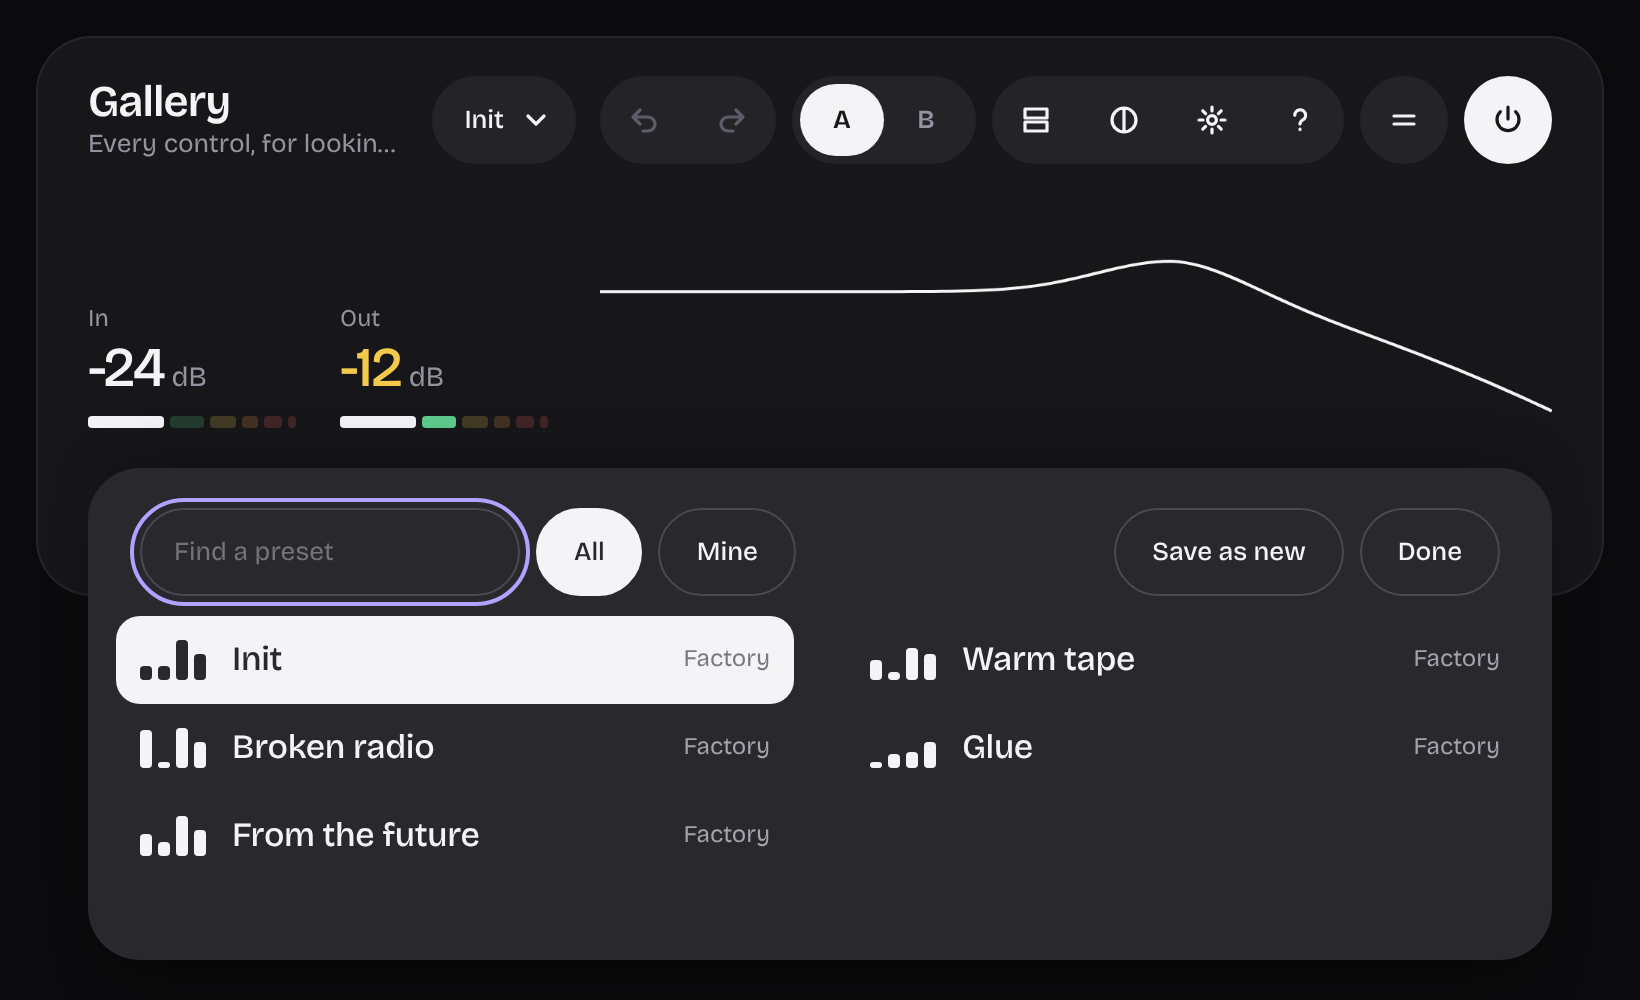 Gallery
Every control, for lookin...
Init
A
B
?
In
-24 dB
Out
-12 dB
Find a preset
All
Mine
Save as new
Done
Init
Factory
Warm tape
Factory
Broken radio
Factory
Glue
Factory
From the future
Factory